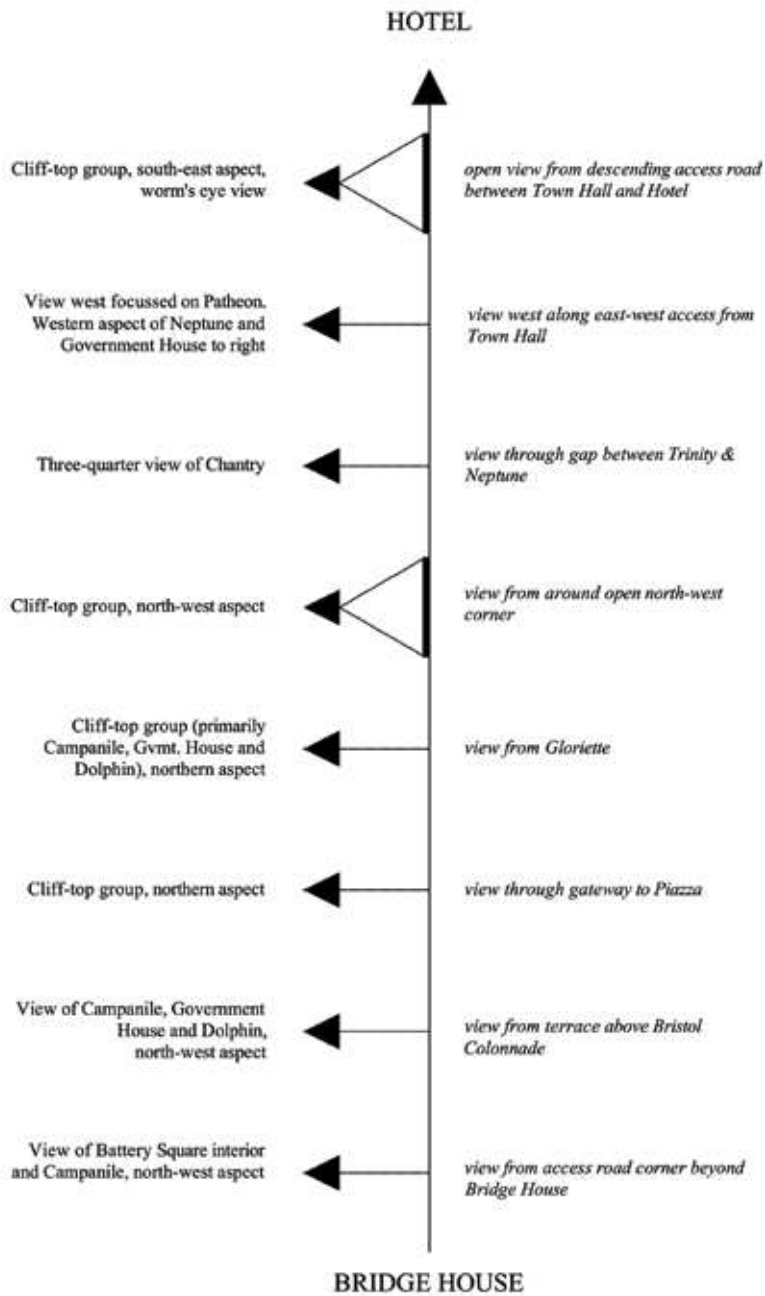 HOTEL
Cliff-top group, south-east aspect,
worm's eye view
open view from descending access road
between Town Hall and Hotel
View west focussed on Patheon.
Western aspect of Neptune and
Government House to right
view west along east-west access from
Town Hall
Three-quarter view of Chantry
view through gap between Trinity &
Neptune
Cliff-top group, north-west aspect
view from around open north-west
corner
Cliff-top group (primarily
Campanile, Gvmt. House and
Dolphin), northern aspect
view from Gloriette
Cliff-top group, northern aspect
view through gateway to Piazza
View of Campanile, Government
House and Dolphin,
north-west aspect
view from terrace above Bristol
Colonnade
View of Battery Square interior
and Campanile, north-west aspect
view from access road corner beyond
Bridge House
BRIDGE HOUSE